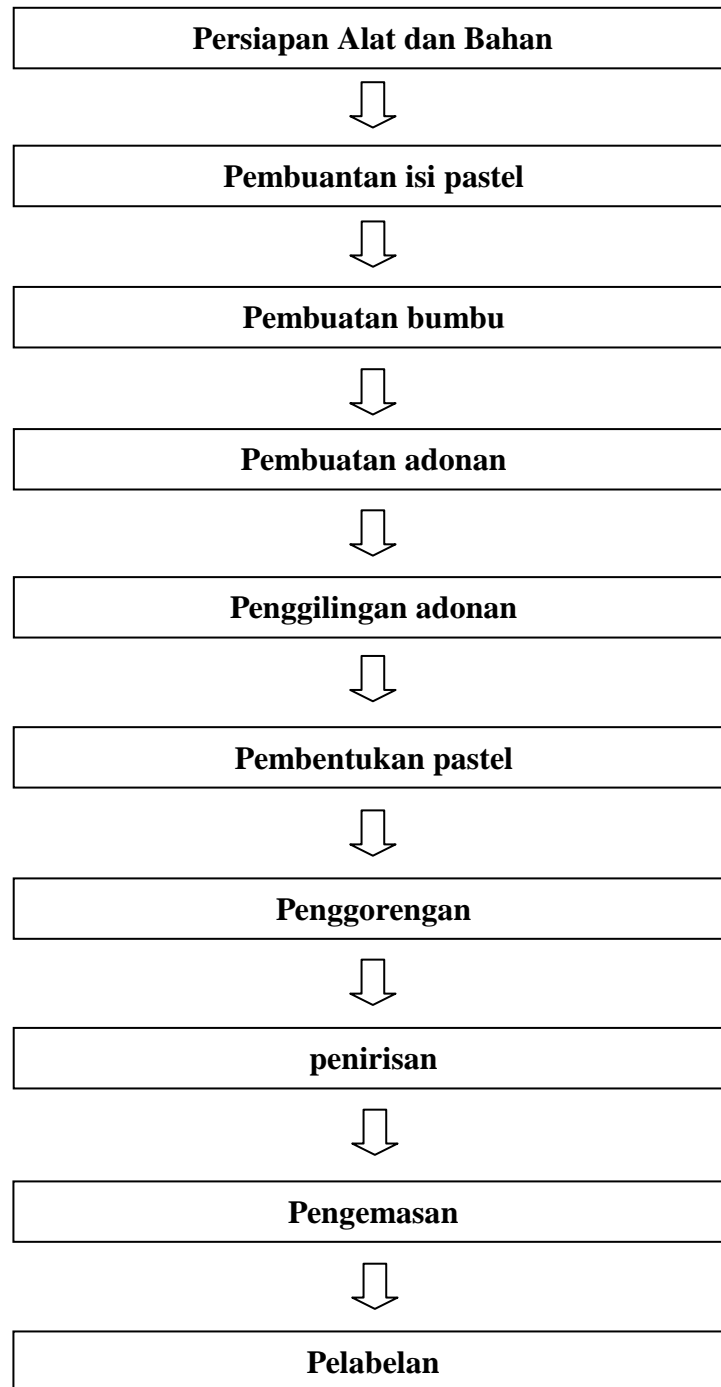 Persiapan Alat dan Bahan
Pembuantan isi pastel
Pembuatan bumbu
Pembuatan adonan
Penggilingan adonan
Pembentukan pastel
Penggorengan
penirisan
Pengemasan
Pelabelan